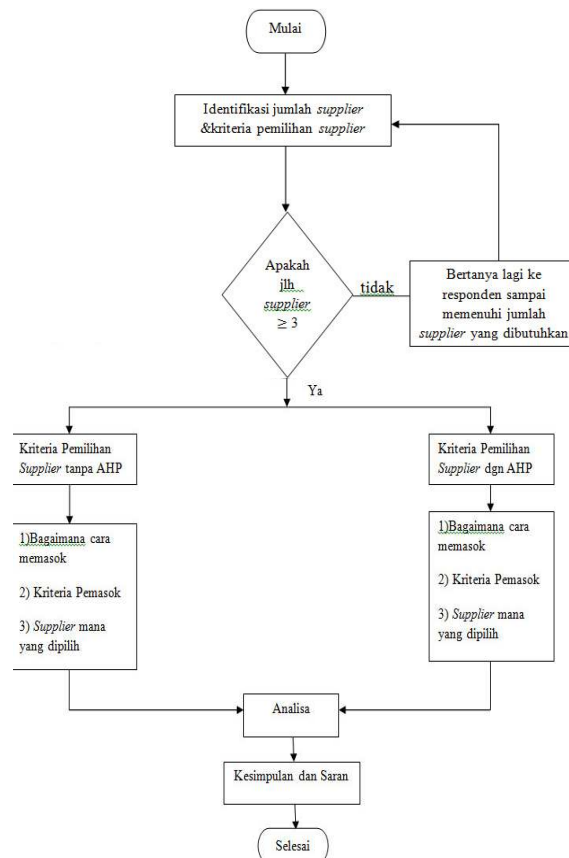 Mulai
Identifikasi jumlah supplier
&kriteria pemilihan supplier
Apakah
jlh
supplier
≥ 3
tidak
Bertanya lagi ke
responden sampai
memenuhi jumlah
supplier yang dibutuhkan
Ya
Kriteria Pemilihan
Supplier tanpa AHP
Kriteria Pemilihan
Supplier dgn AHP
1)Bagaimana cara
memasok
2) Kriteria Pemasok
3) Supplier mana
yang dipilih
1)Bagaimana cara
memasok
2) Kriteria Pemasok
3) Supplier mana
yang dipilih
Analisa
Kesimpulan dan Saran
Selesai